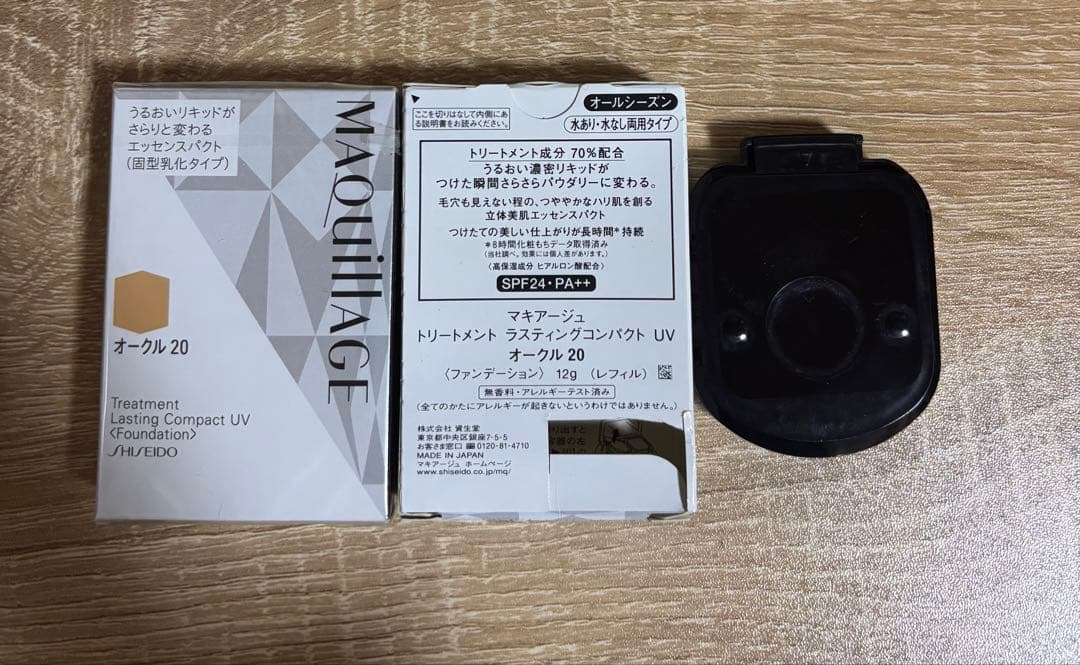 うるおいリキッドが
さらりと変わる
エッセンスパクト
(固型乳化タイプ)
MAQuillAGE
オークル 20
Treatment
Lasting Compact UV
〈Foundation〉
SHISEIDO
ここを切りはなして内側にあ
る説明書をお読みください。
オールシーズン
水あり・水なし両用タイプ
トリートメント成分 70%配合
うるおい濃密リキッドが
つけた瞬間さらさらパウダリーに変わる。
毛穴も見えない程の、つややかなハリ肌を創る
立体美肌エッセンスパクト
つけたての美しい仕上がりが長時間*持続
*8時間化粧もちデータ取得済み
(当社調べ。効果には個人差があります。)
〈高保湿成分 ヒアルロン酸配合〉
SPF24・PA++
マキアージュ
トリートメント ラスティングコンパクト UV
オークル 20
〈ファンデーション〉 12g 〈レフィル〉
無香料・アレルギーテスト済み
(全てのかたにアレルギーが起きないというわけではありません。)
株式会社 資生堂
東京都中央区銀座7-5-5
お客さま窓口 0120-81-4710
MADE IN JAPAN
マキアージュ ホームページ
www.shiseido.co.jp/mq/
り出すと
容器の左